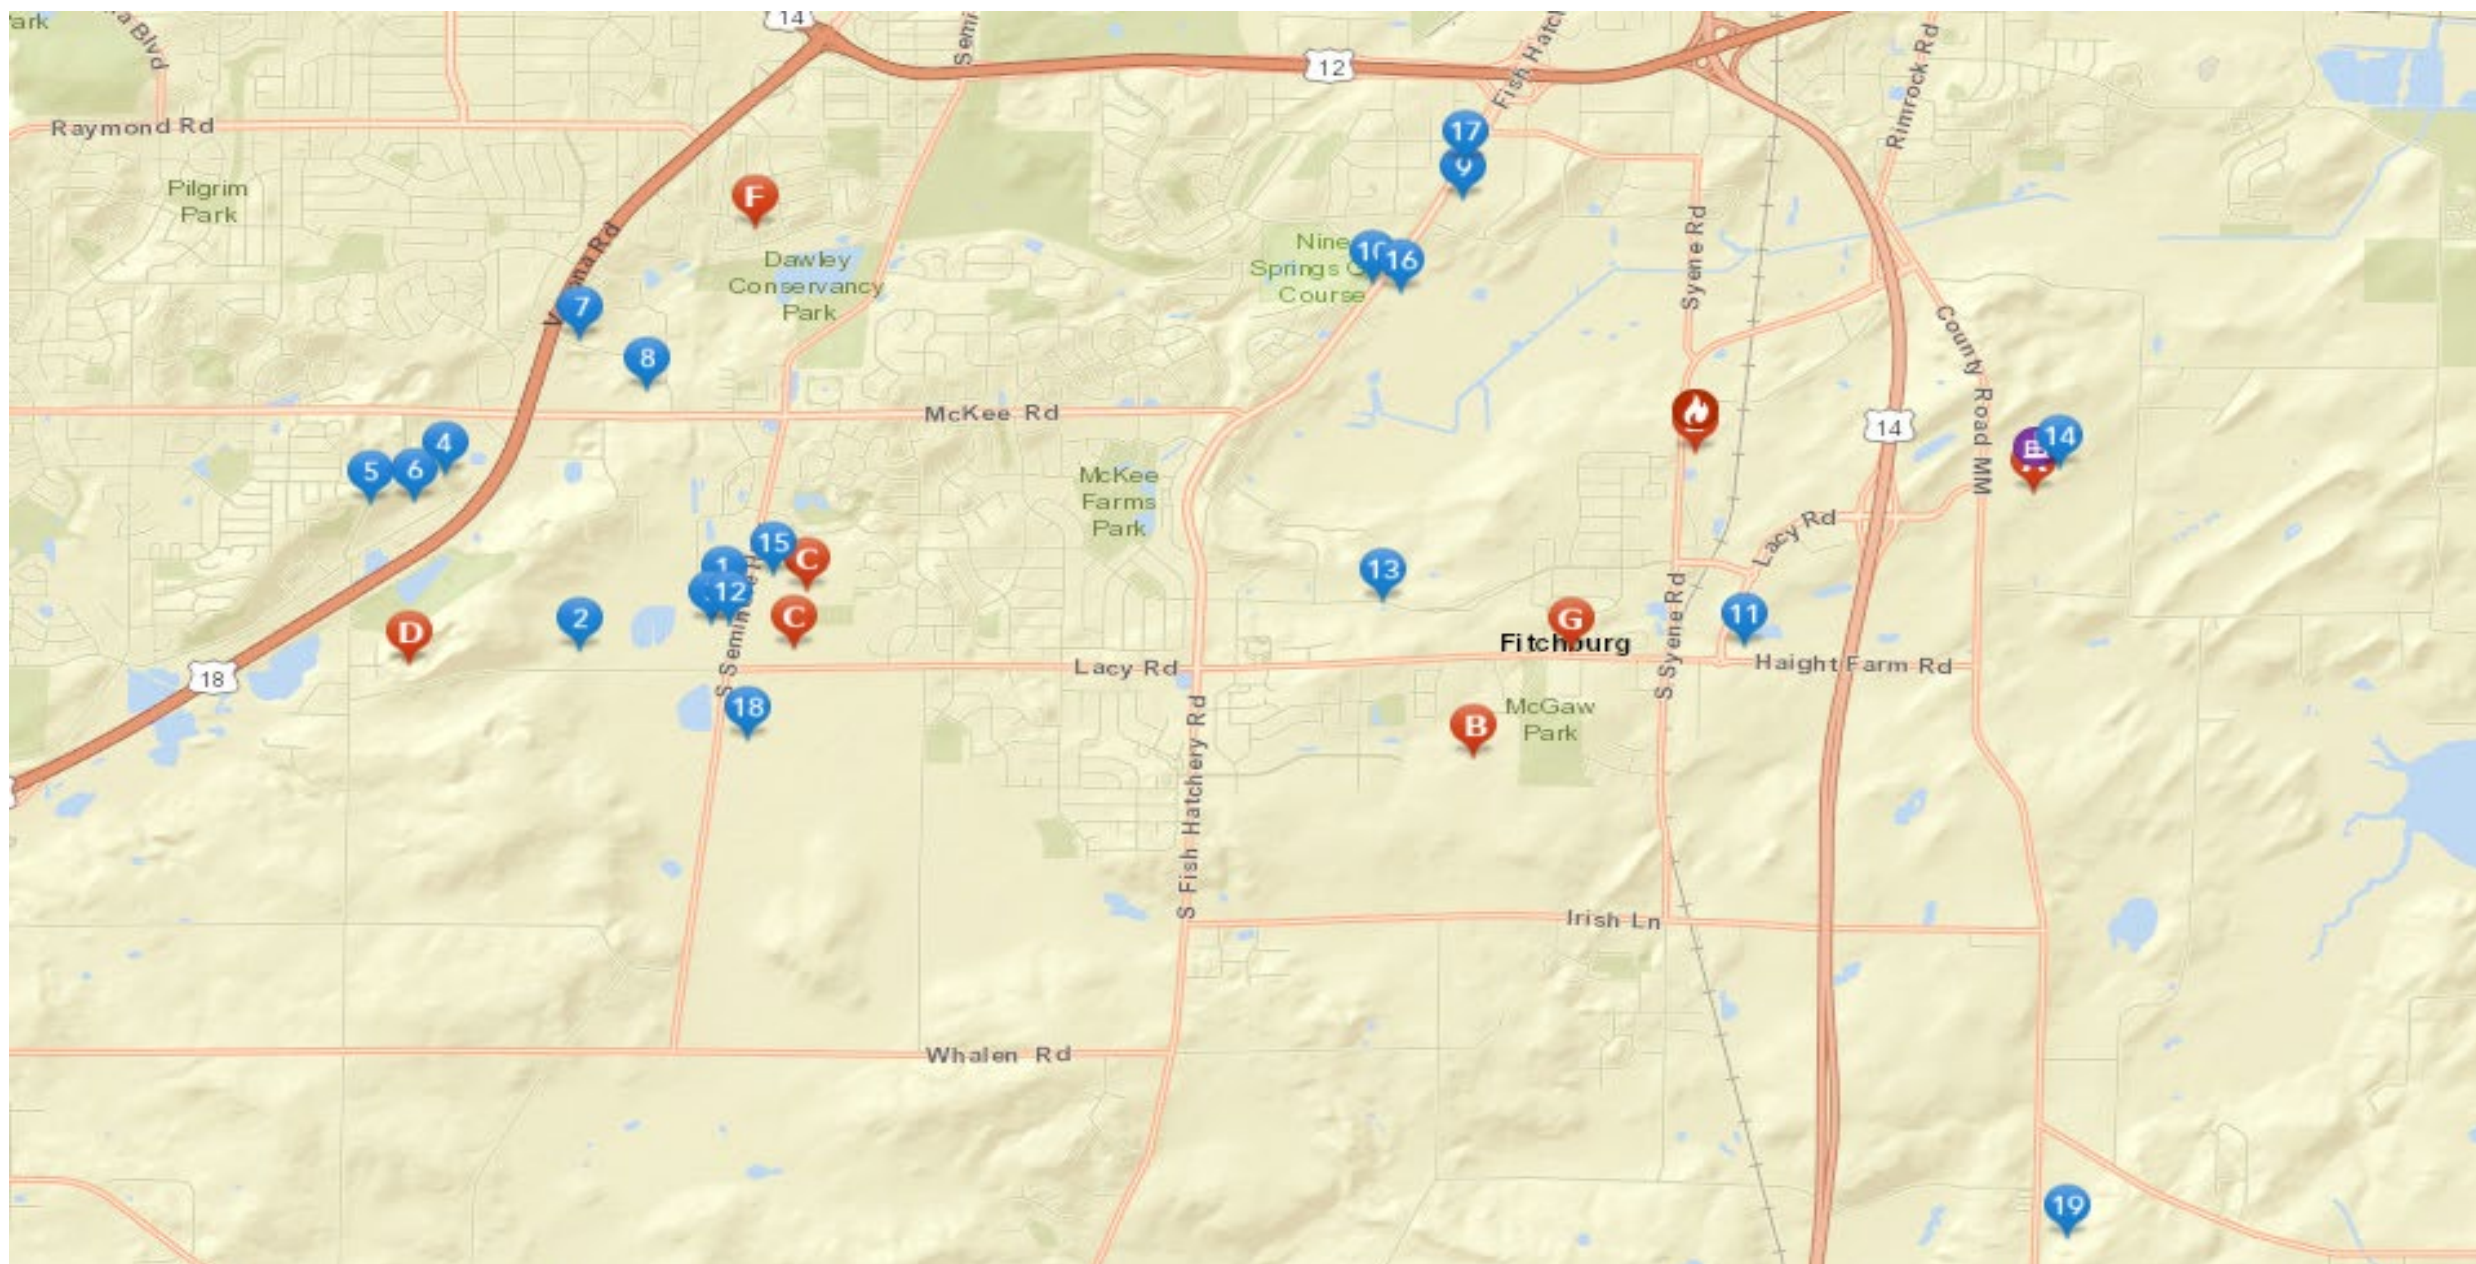 ark
14
12
Raymond Rd
Rimrock Rd
17
9
Pilgrim
Park
F
Syene Rd
Nine
Springs
Course
10
16
Dawley
Conservancy
Park
7
8
County Road MM
McKee Rd
14
4
5
6
14
McKee
Farms
Park
Lacy Rd
15
C
1
12
13
2
C
D
G
Fitchburg
11
S Syene Rd
18
Lacy Rd
Haight Farm Rd
18
B
McGaw
Park
S Fish Hatchery Rd
Irish Ln
Whalen Rd
19